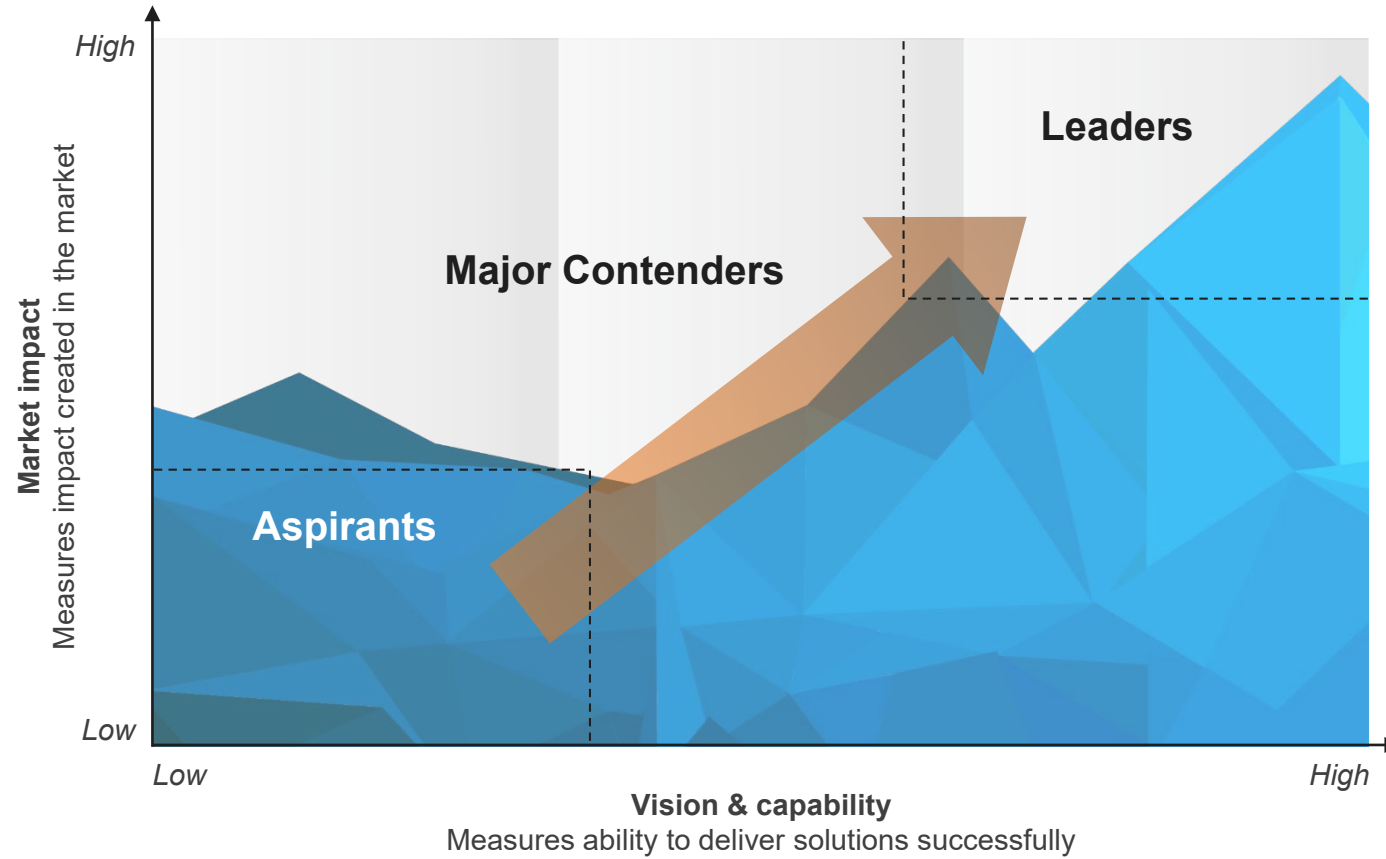 High
Leaders
Major Contenders
Market impact
Measures impact created in the market
Aspirants
Low
Low
High
Vision & capability
Measures ability to deliver solutions successfully